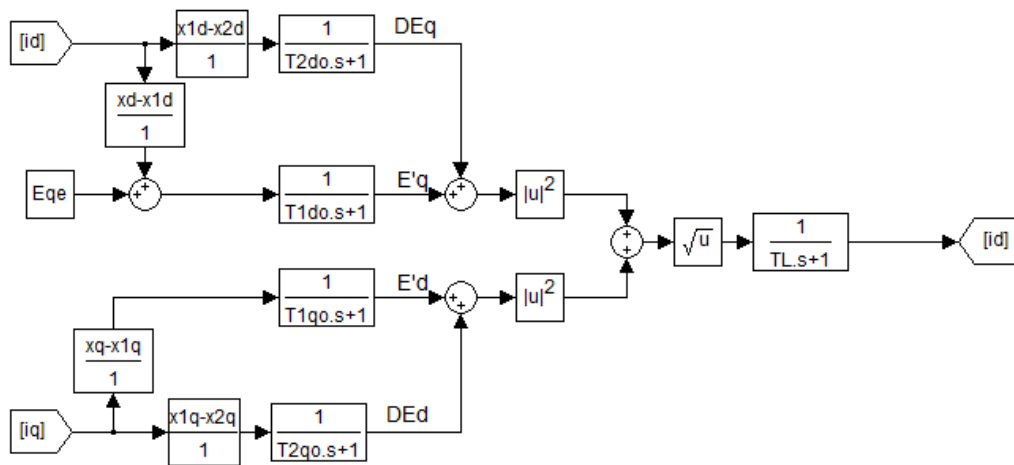 [id]
x1d-x2d
1
1
T2do.s+1
DEq
xd-x1d
1
Eqe
+
+
1
T1do.s+1
E'q
+
+
|u|²
+
+
√u
1
TL.s+1
[id]
1
T1qo.s+1
E'd
+
+
|u|²
xq-x1q
1
[iq]
x1q-x2q
1
1
T2qo.s+1
DEd